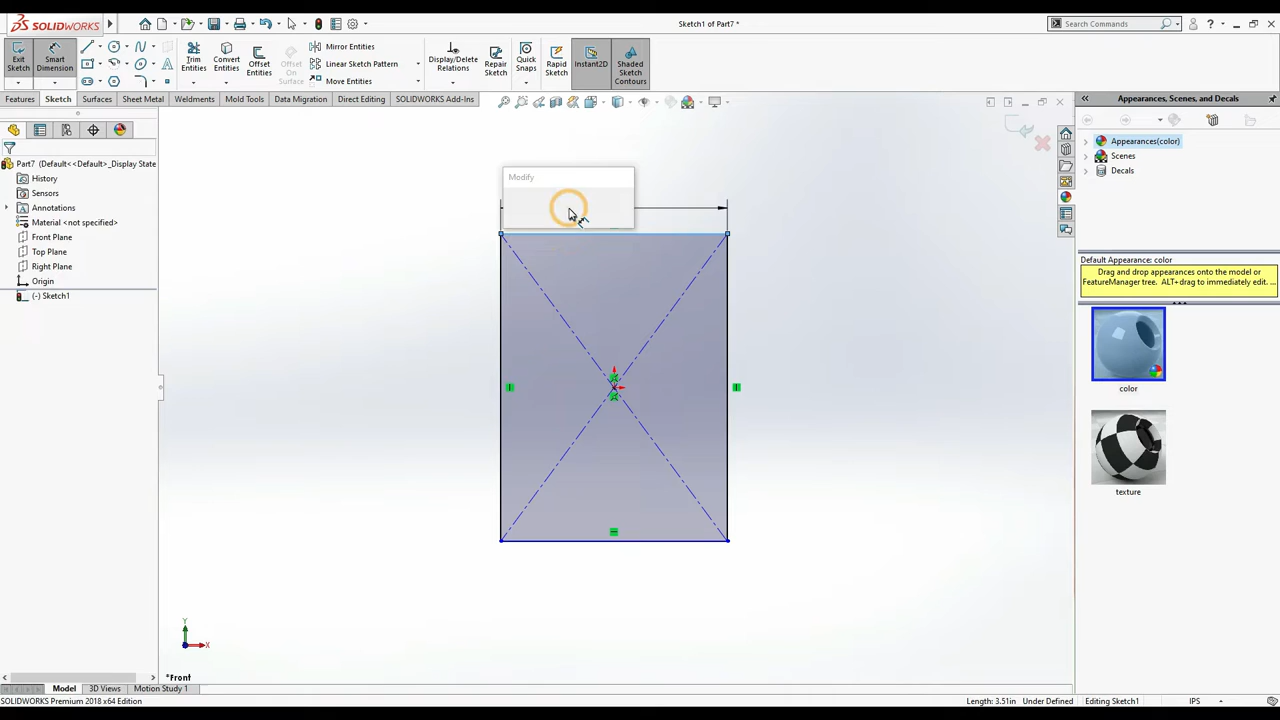 SOLIDWORKS
Sketch1 of Part7 *
Search Commands
Exit Sketch
Smart Dimension
Trim Entities
Convert Entities
Offset Entities
Offset On Surface
Mirror Entities
Linear Sketch Pattern
Move Entities
Display/Delete Relations
Repair Sketch
Quick Snaps
Rapid Sketch
Instant2D
Shaded Sketch Contours
Features
Sketch
Surfaces
Sheet Metal
Weldments
Mold Tools
Data Migration
Direct Editing
SOLIDWORKS Add-Ins
Appearances, Scenes, and Decals
Part7 (Default<<Default>_Display State
History
Sensors
Annotations
Material <not specified>
Front Plane
Top Plane
Right Plane
Origin
(-) Sketch1
Modify
Appearances(color)
Scenes
Decals
Default Appearance: color
Drag and drop appearances onto the model or
FeatureManager tree. ALT+drag to immediately edit. ...
color
texture
Y
X
*Front
Model
3D Views
Motion Study 1
SOLIDWORKS Premium 2018 x64 Edition
Length: 3.51in
Under Defined
Editing Sketch1
IPS